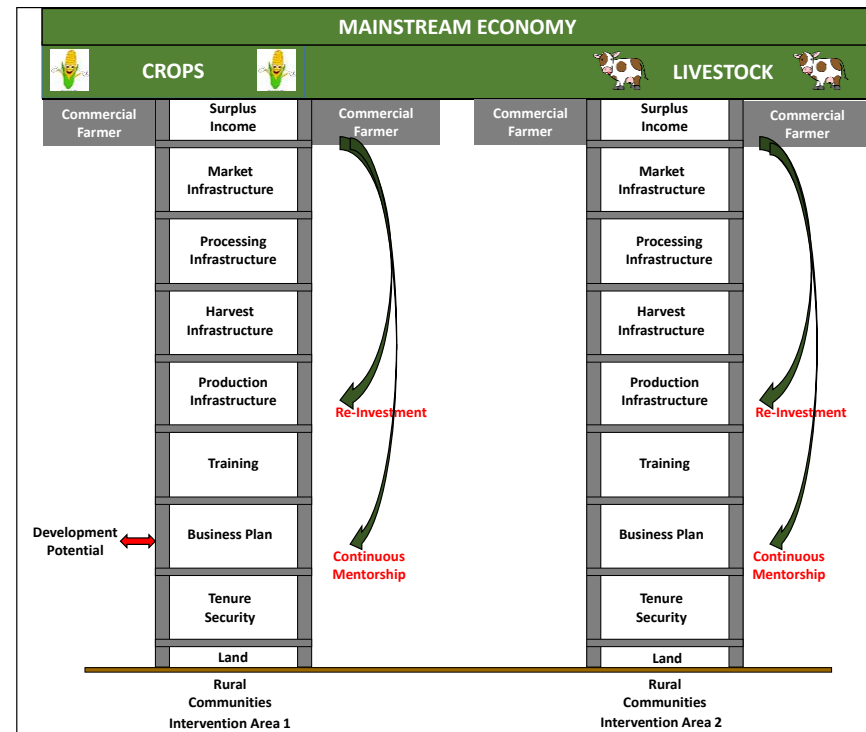 MAINSTREAM ECONOMY
CROPS
LIVESTOCK
Commercial
Farmer
Surplus
Income
Commercial
Farmer
Market
Infrastructure
Processing
Infrastructure
Harvest
Infrastructure
Production
Infrastructure
Re-Investment
Training
Development
Potential
Business Plan
Continuous
Mentorship
Tenure
Security
Land
Rural
Communities
Intervention Area 1
Commercial
Farmer
Surplus
Income
Commercial
Farmer
Market
Infrastructure
Processing
Infrastructure
Harvest
Infrastructure
Production
Infrastructure
Re-Investment
Training
Business Plan
Continuous
Mentorship
Tenure
Security
Land
Rural
Communities
Intervention Area 2